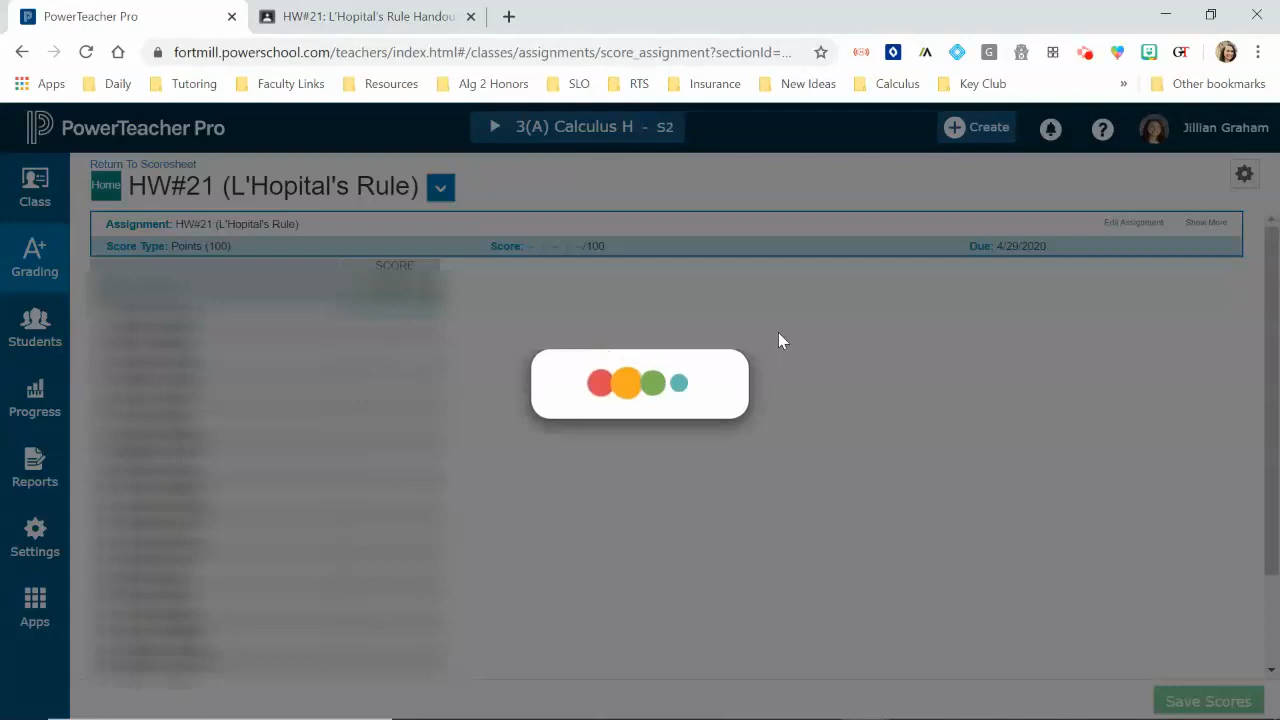 PowerTeacher Pro
HW#21: L'Hopital's Rule Handou
fortmill.powerschool.com/teachers/index.html#/classes/assignments/score_assignment?sectionId=...
Apps Daily Tutoring Faculty Links Resources Alg 2 Honors SLO RTS Insurance New Ideas Calculus Key Club » Other bookmarks
PowerTeacher Pro
3(A) Calculus H - S2
Create
Jillian Graham
Class
Grading
Students
Progress
Reports
Settings
Apps
Return To Scoresheet
Home HW#21 (L'Hopital's Rule)
Assignment: HW#21 (L'Hopital's Rule) Edit Assignment Show More
Score Type: Points (100) Score: /100 Due: 4/29/2020
SCORE
Save Scores